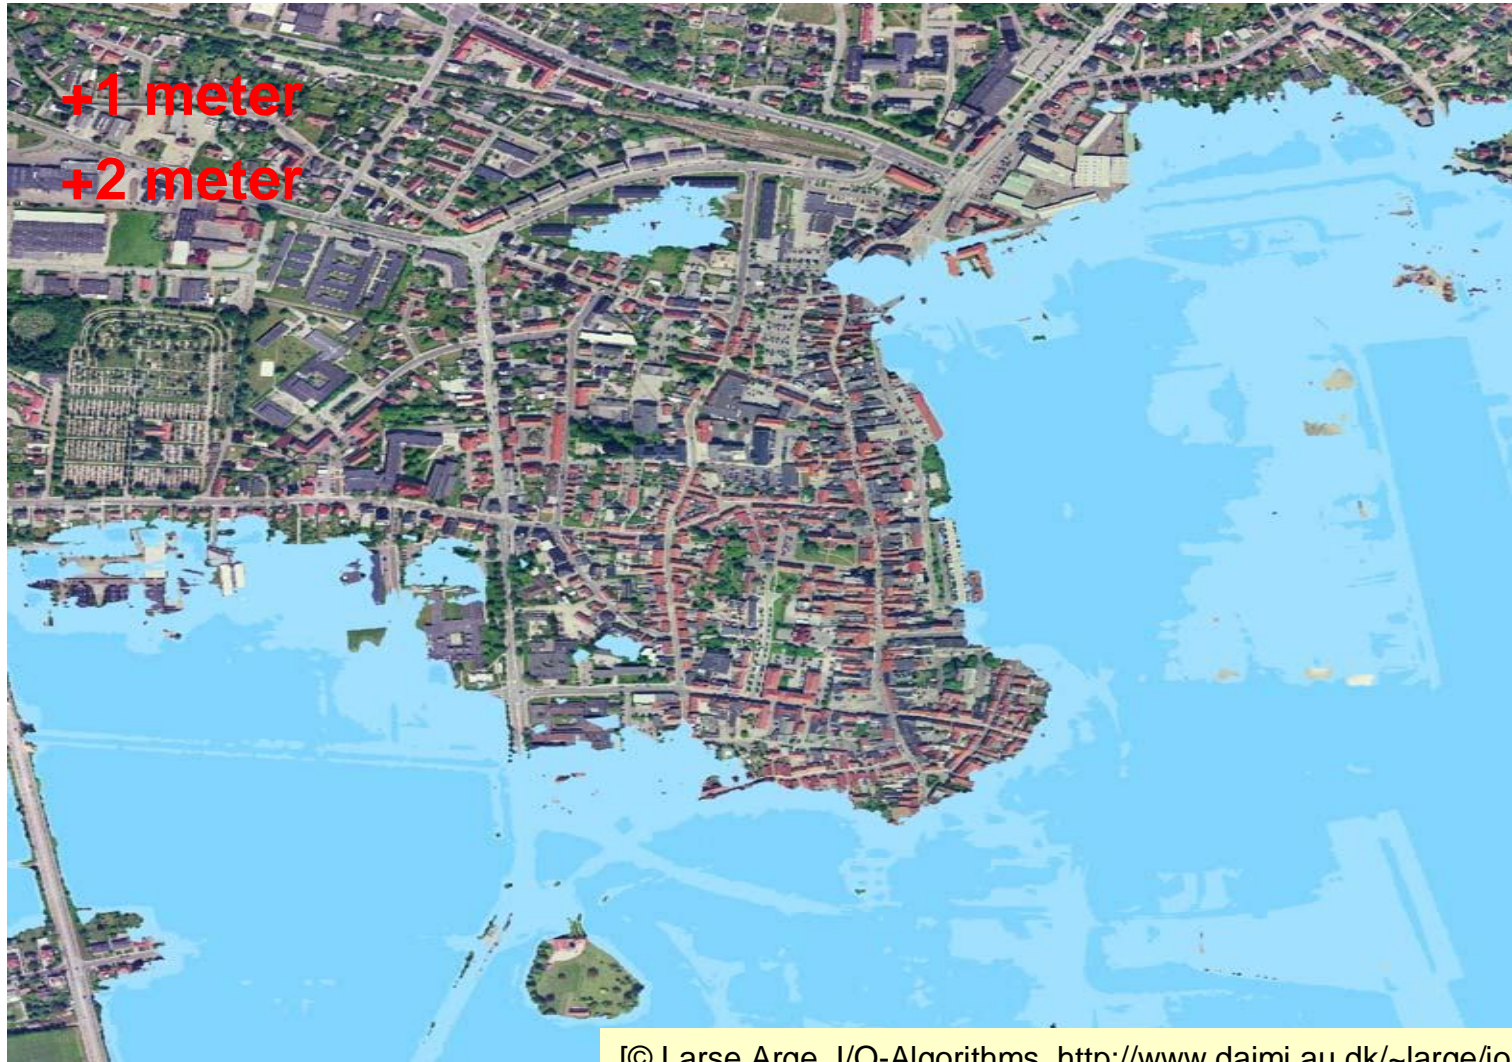 +1 meter
+2 meter
[© Larse Arge, I/O-Algorithms, http://www.daimi.au.dk/~large/io